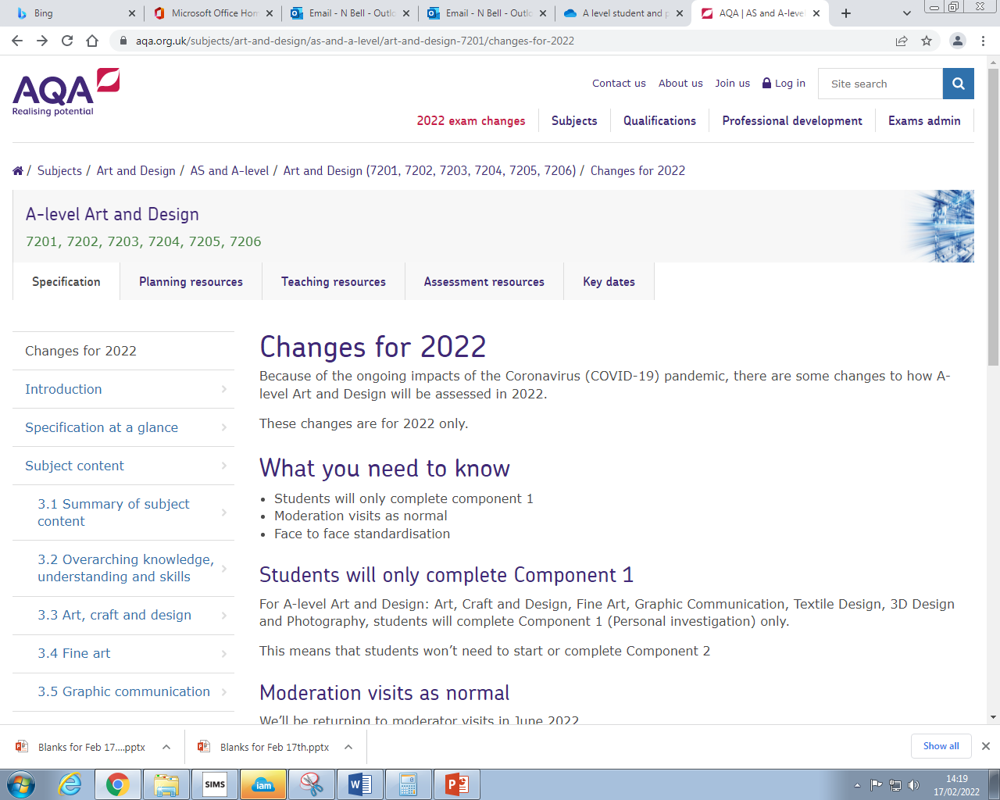 Bing
Microsoft Office Hom
Email - N Bell - Outlo
Email - N Bell - Outlo
A level student and p
AQA | AS and A-leve
aqa.org.uk/subjects/art-and-design/as-and-a-level/art-and-design-7201/changes-for-2022
AQA
Realising potential
Contact us About us Join us Log in Site search
2022 exam changes Subjects Qualifications Professional development Exams admin
/ Subjects / Art and Design / AS and A-level / Art and Design (7201, 7202, 7203, 7204, 7205, 7206) / Changes for 2022
A-level Art and Design
7201, 7202, 7203, 7204, 7205, 7206
Specification Planning resources Teaching resources Assessment resources Key dates
Changes for 2022
Introduction
Specification at a glance
Subject content
3.1 Summary of subject
content
3.2 Overarching knowledge,
understanding and skills
3.3 Art, craft and design
3.4 Fine art
3.5 Graphic communication
Changes for 2022
Because of the ongoing impacts of the Coronavirus (COVID-19) pandemic, there are some changes to how A-
level Art and Design will be assessed in 2022.
These changes are for 2022 only.
What you need to know
• Students will only complete component 1
• Moderation visits as normal
• Face to face standardisation
Students will only complete Component 1
For A-level Art and Design: Art, Craft and Design, Fine Art, Graphic Communication, Textile Design, 3D Design
and Photography, students will complete Component 1 (Personal investigation) only.
This means that students won’t need to start or complete Component 2
Moderation visits as normal
We’ll be returning to moderator visits in June 2022
Blanks for Feb 17....pptx
Blanks for Feb 17th.pptx
Show all
SIMS
iam
14:19
17/02/2022